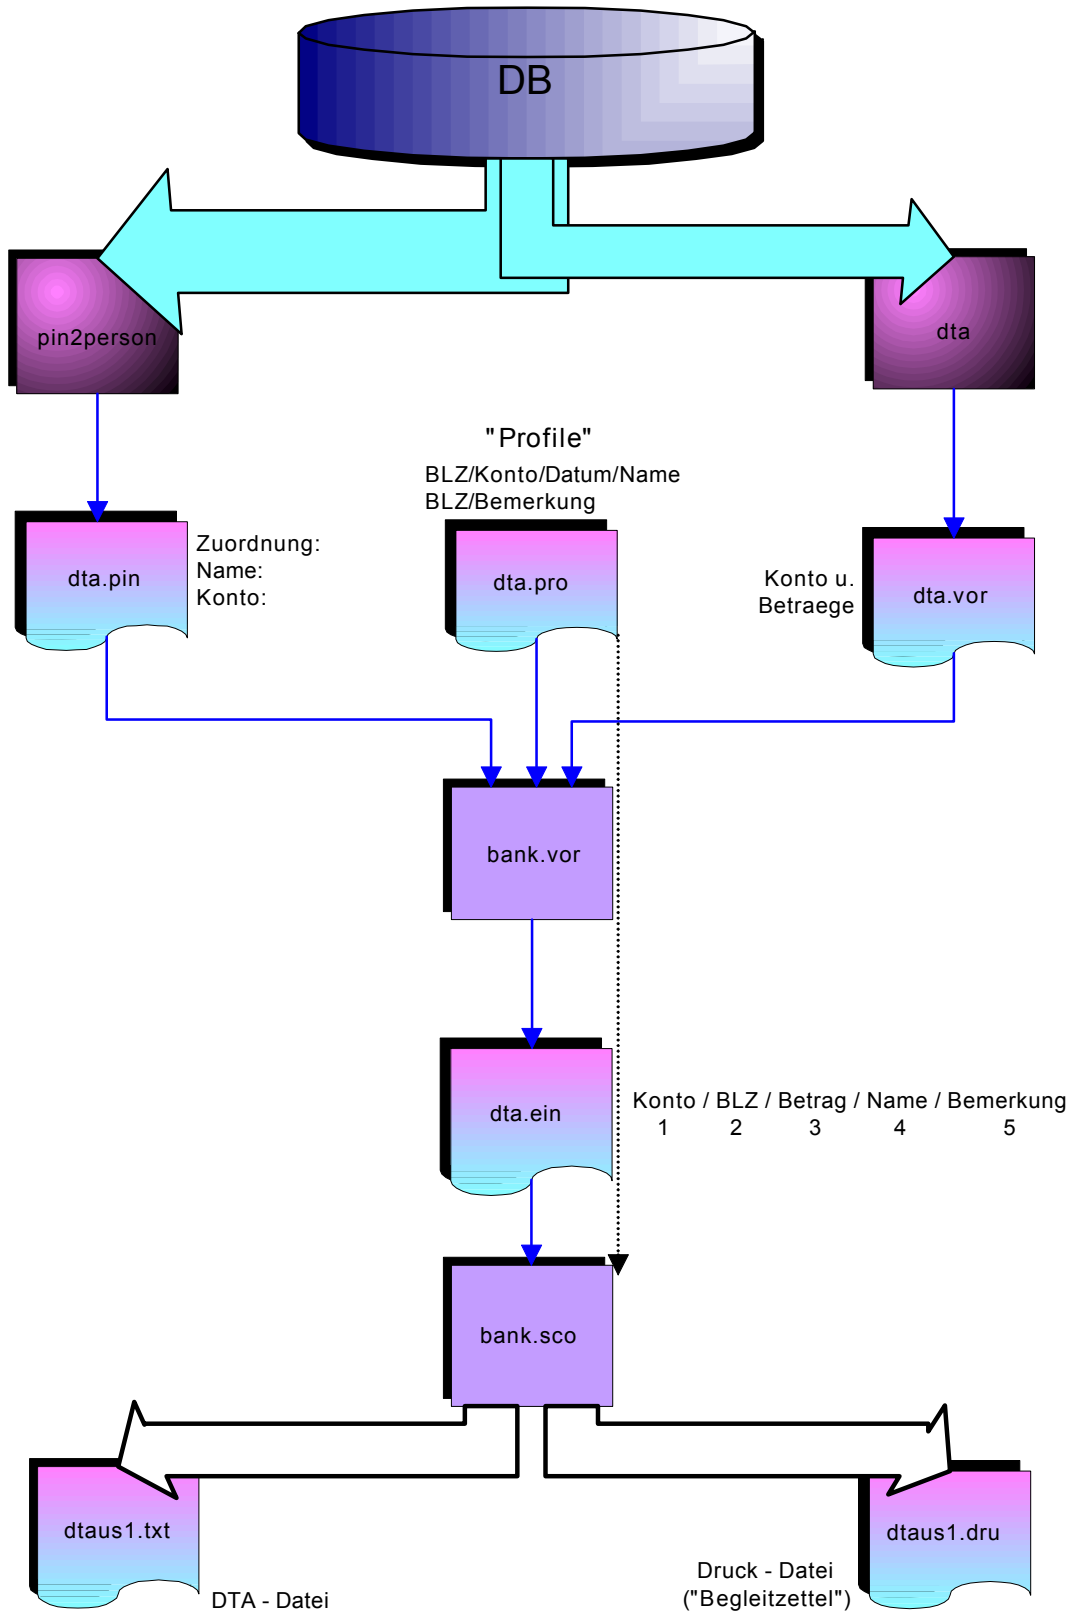 DB
pin2person
dta
"Profile"
BLZ/Konto/Datum/Name
BLZ/Bemerkung
dta.pin
Zuordnung:
Name:
Konto:
dta.pro
Konto u.
Betraege
dta.vor
bank.vor
dta.ein
Konto / BLZ / Betrag / Name / Bemerkung
1 2 3 4 5
bank.sco
dtaus1.txt
DTA - Datei
Druck - Datei
("Begleitzettel")
dtaus1.dru